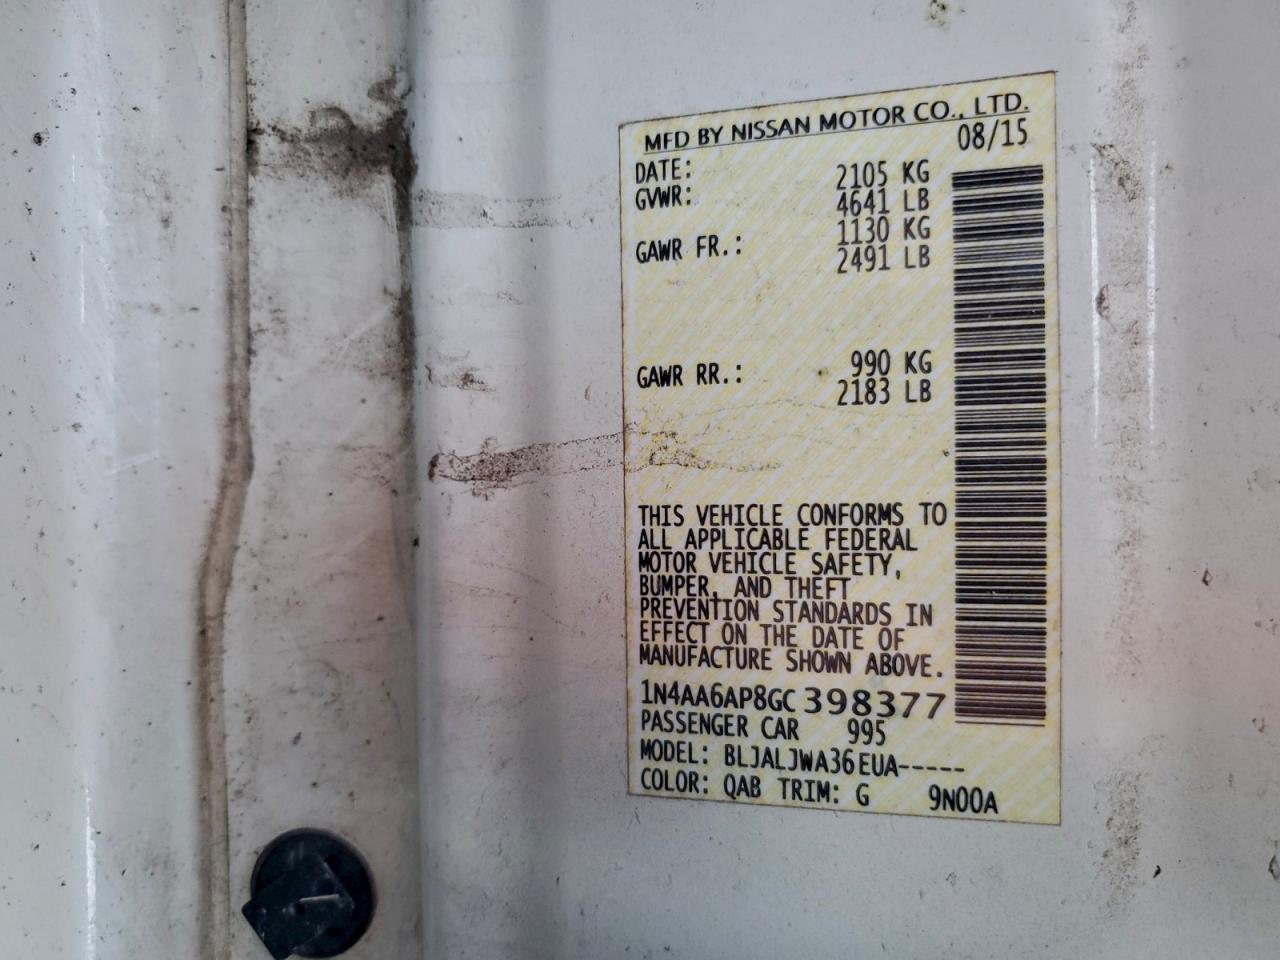 MFD BY NISSAN MOTOR CO., LTD.
DATE: 08/15
GVWR: 2105 KG
4641 LB
GAWR FR.: 1130 KG
2491 LB
GAWR RR.: 990 KG
2183 LB
THIS VEHICLE CONFORMS TO
ALL APPLICABLE FEDERAL
MOTOR VEHICLE SAFETY,
BUMPER, AND THEFT
PREVENTION STANDARDS IN
EFFECT ON THE DATE OF
MANUFACTURE SHOWN ABOVE.
1N4AA6AP8GC398377
PASSENGER CAR 995
MODEL: BLJALJWA36EUA-----
COLOR: QAB TRIM: G 9N00A